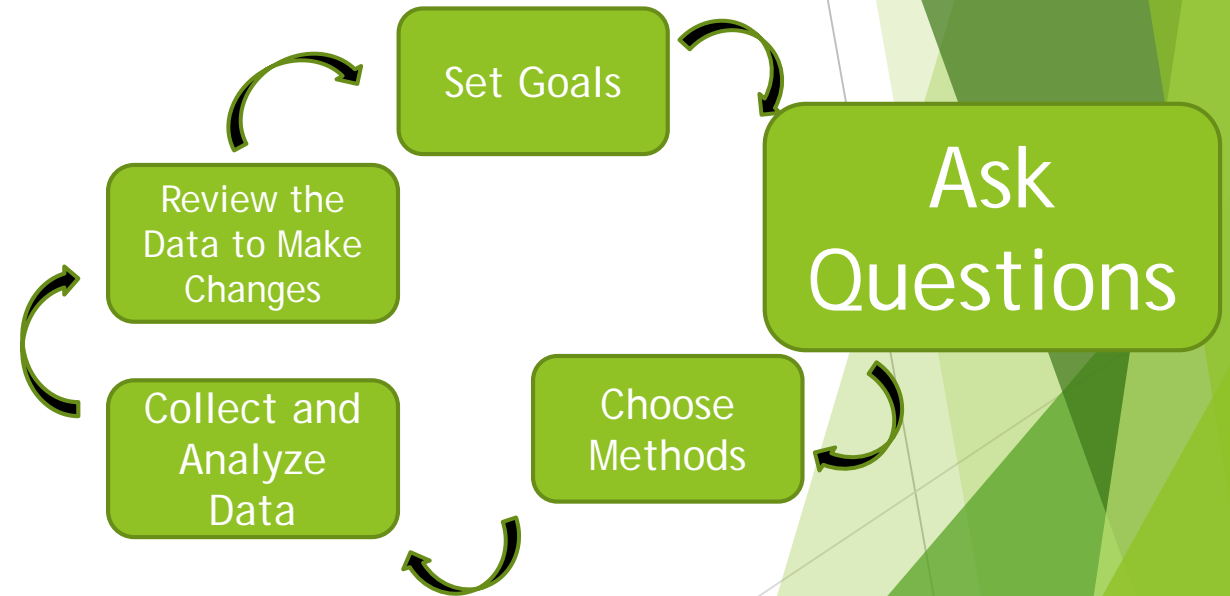 Set Goals
Ask
Questions
Choose
Methods
Collect and
Analyze
Data
Review the
Data to Make
Changes